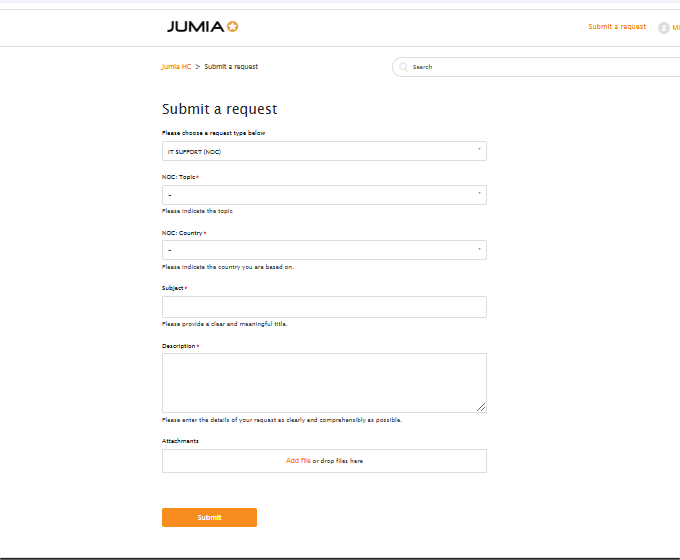 JUMIA
Submit a request
Jumia HC > Submit a request
Search
Submit a request
Please choose a request type below
IT SUPPORT (NOC)
NOC: Topic*
-
Please indicate the topic.
NOC: Country*
-
Please indicate the country you are based on.
Subject*
Please provide a clear and meaningful title.
Description*
Please enter the details of your request as clearly and comprehensibly as possible.
Attachments
Add file or drop files here
Submit